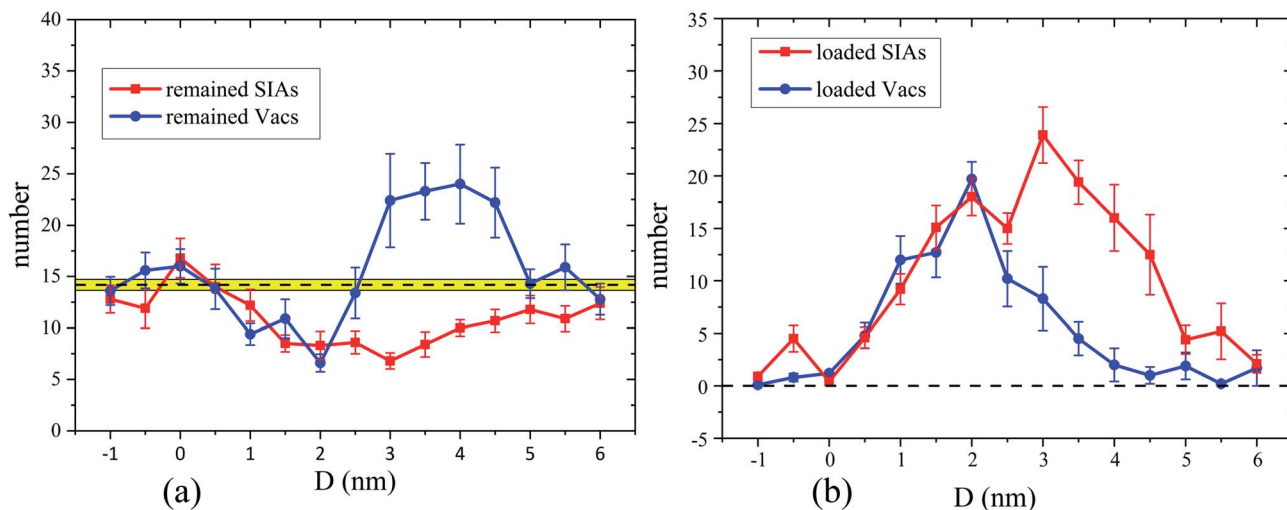 40
35
30
25
20
15
10
5
0
number
remained SIAs
remained Vacs
-1 0 1 2 3 4 5 6
D (nm)
(a)
35
30
25
20
15
10
5
0
-5
number
loaded SIAs
loaded Vacs
-1 0 1 2 3 4 5 6
D (nm)
(b)